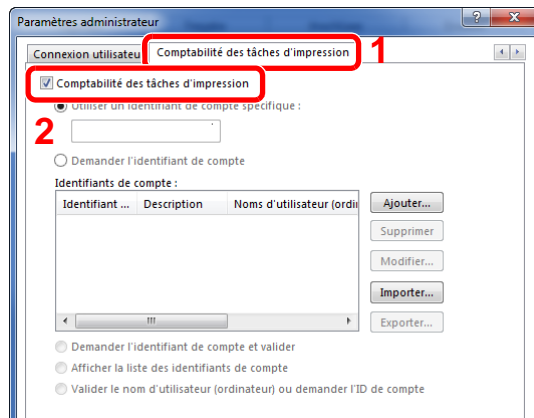 Paramètres administrateur
Connexion utilisateu Comptabilité des tâches d'impression 1
Comptabilité des tâches d'impression
Utiliser un identifiant de compte spécifique :
2
Demander l'identifiant de compte
Identifiants de compte :
Identifiant ... Description Noms d'utilisateur (ordi
Ajouter...
Supprimer
Modifier...
Importer...
Exporter...
Demander l'identifiant de compte et valider
Afficher la liste des identifiants de compte
Valider le nom d'utilisateur (ordinateur) ou demander l'ID de compte